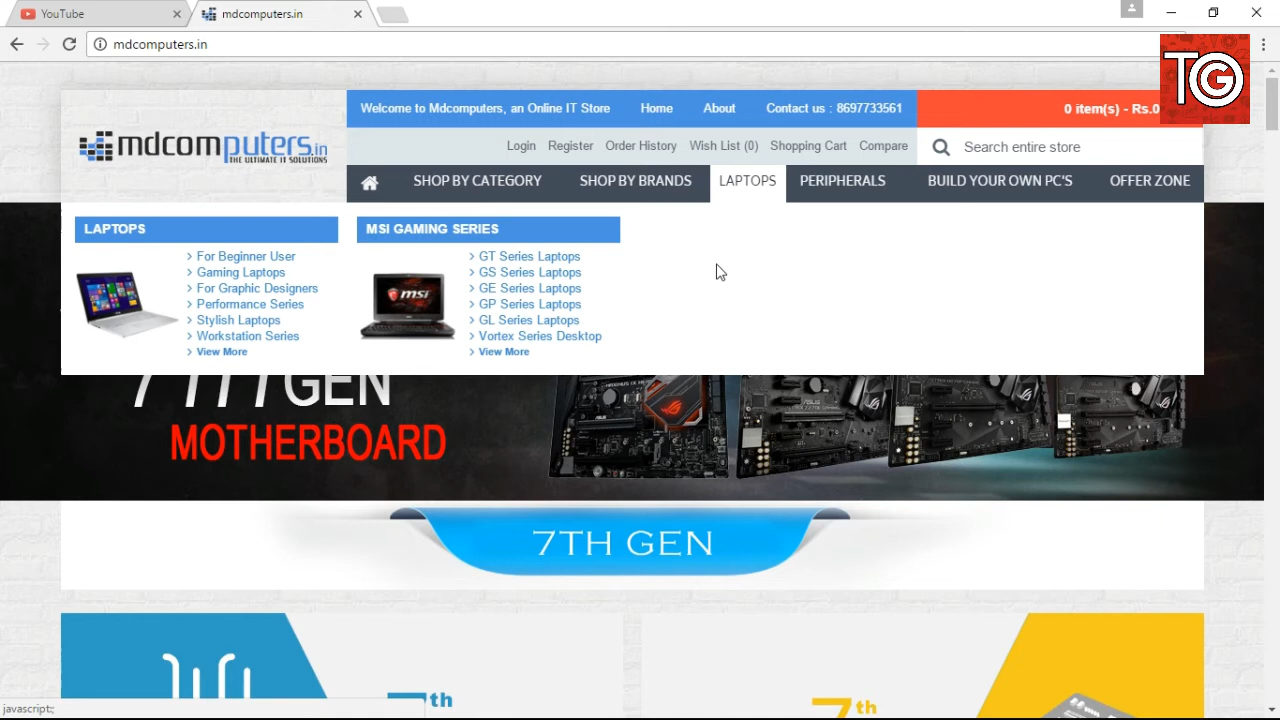 YouTube
mdcomputers.in
mdcomputers.in
TG
Welcome to Mdcomputers, an Online IT Store
Home
About
Contact us : 8697733561
0 item(s) - Rs.0
mdcomputers.in
THE ULTIMATE IT SOLUTIONS
Login
Register
Order History
Wish List (0)
Shopping Cart
Compare
Search entire store
SHOP BY CATEGORY
SHOP BY BRANDS
LAPTOPS
PERIPHERALS
BUILD YOUR OWN PC'S
OFFER ZONE
LAPTOPS
For Beginner User
Gaming Laptops
For Graphic Designers
Performance Series
Stylish Laptops
Workstation Series
View More
MSI GAMING SERIES
msi
GT Series Laptops
GS Series Laptops
GE Series Laptops
GP Series Laptops
GL Series Laptops
Vortex Series Desktop
View More
GEN
MOTHERBOARD
7TH GEN
7th
7th
javascript:;